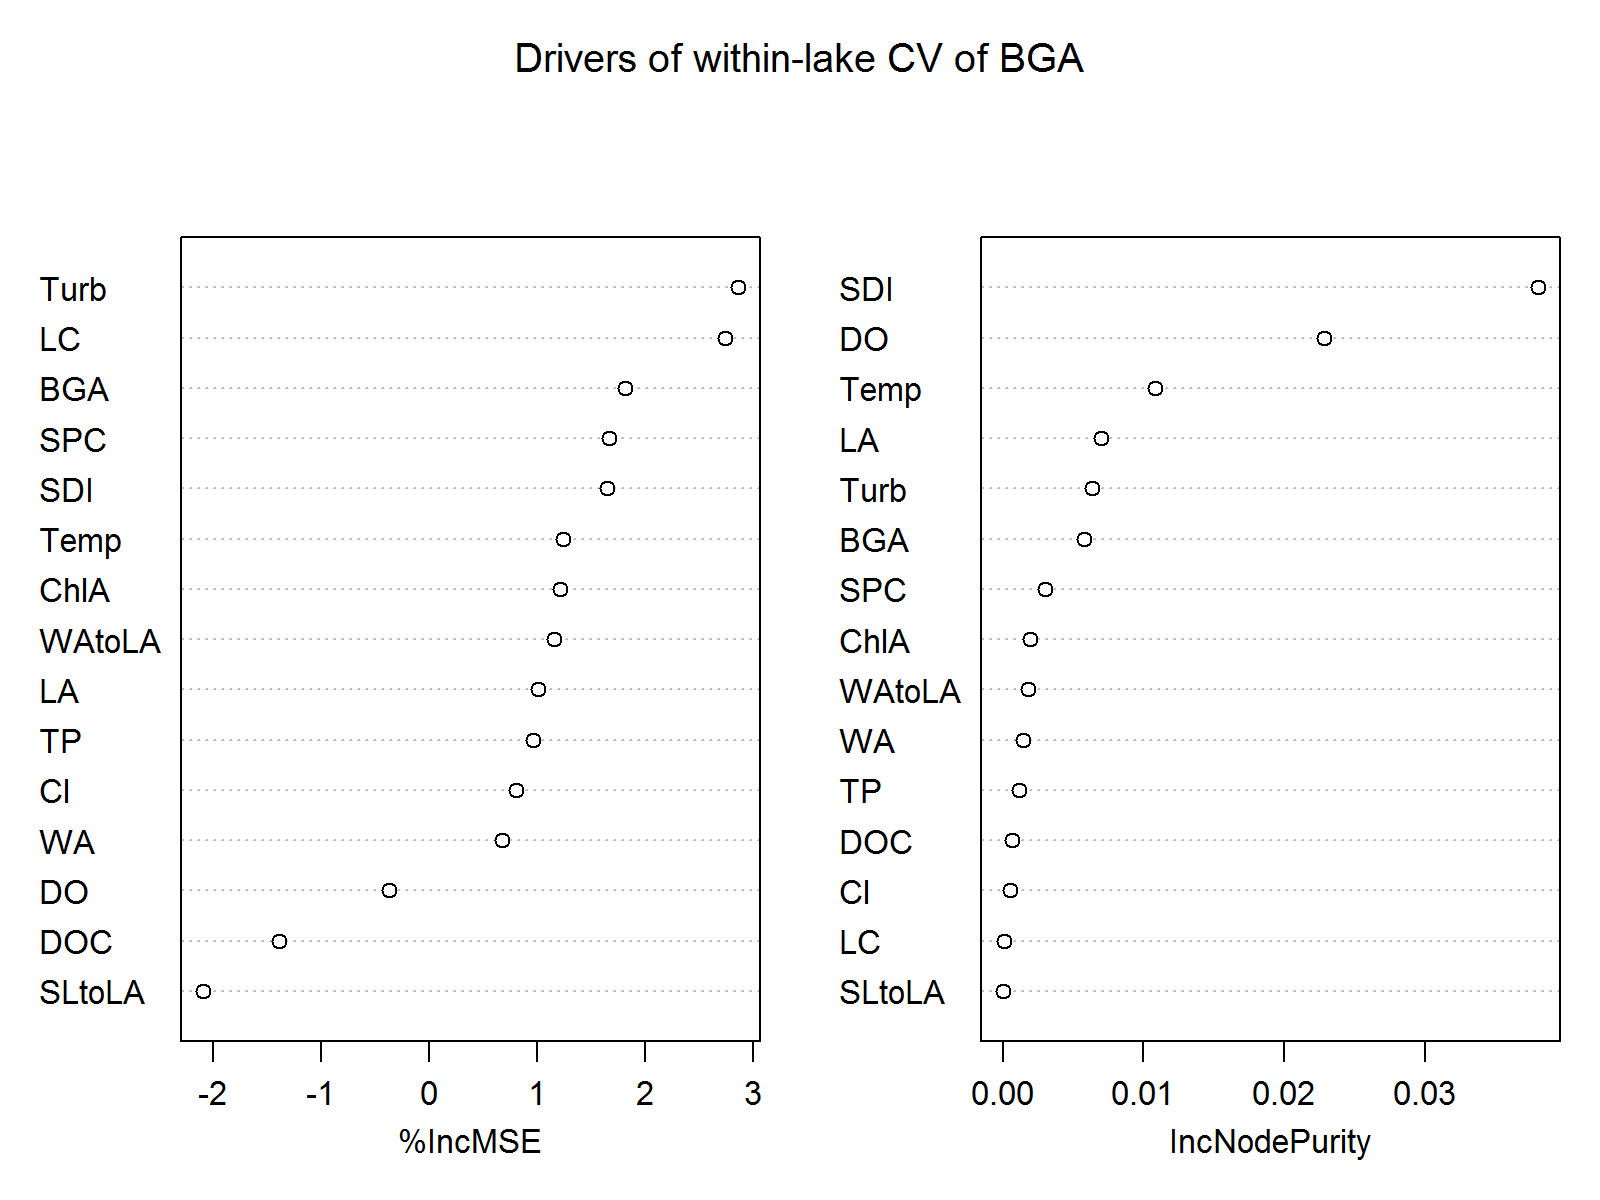 Drivers of within-lake CV of BGA
Turb
LC
BGA
SPC
SDI
Temp
ChlA
WAtoLA
LA
TP
CI
WA
DO
DOC
SLtoLA
-2 -1 0 1 2 3
%IncMSE
SDI
DO
Temp
LA
Turb
BGA
SPC
ChlA
WAtoLA
WA
TP
DOC
CI
LC
SLtoLA
0.00 0.01 0.02 0.03
IncNodePurity